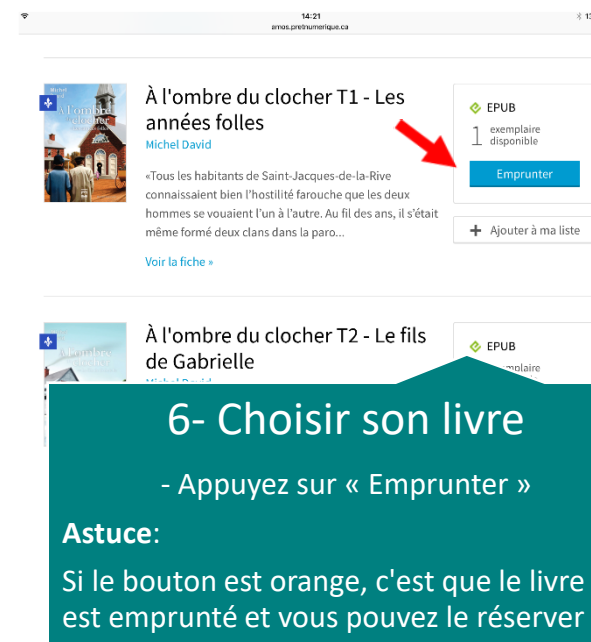 14:21
amos.pretnumerique.ca
À l'ombre du clocher T1 - Les
années folles
Michel David
«Tous les habitants de Saint-Jacques-de-la-Rive
connaissaient bien l'hostilité farouche que les deux
hommes se vouaient l'un à l'autre. Au fil des ans, il s'était
même formé deux clans dans la paro...
Voir la fiche »
EPUB
1 exemplaire
disponible
Emprunter
+ Ajouter à ma liste
À l'ombre du clocher T2 - Le fils
de Gabrielle
EPUB
6- Choisir son livre
- Appuyez sur « Emprunter »
Astuce:
Si le bouton est orange, c'est que le livre
est emprunté et vous pouvez le réserver